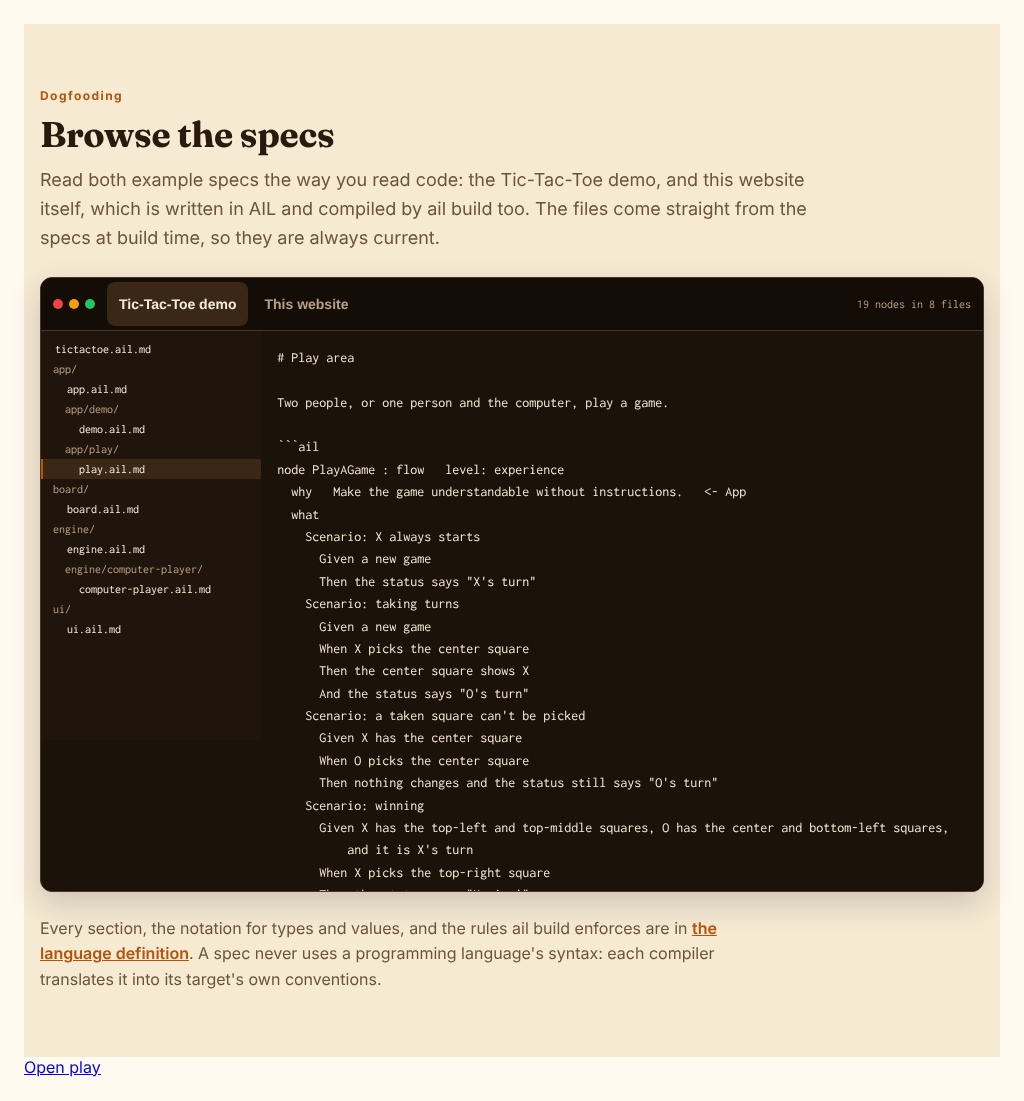 Dogfooding
Browse the specs
Read both example specs the way you read code: the Tic-Tac-Toe demo, and this website
itself, which is written in AIL and compiled by ail build too. The files come straight from the
specs at build time, so they are always current.
Tic-Tac-Toe demo
This website
19 nodes in 8 files
tictactoe.ail.md
app/
app.ail.md
app/demo/
demo.ail.md
app/play/
play.ail.md
board/
board.ail.md
engine/
engine.ail.md
engine/computer-player/
computer-player.ail.md
ui/
ui.ail.md
# Play area
Two people, or one person and the computer, play a game.
```ail
node PlayAGame : flow   level: experience
why   Make the game understandable without instructions.   <- App
what
Scenario: X always starts
Given a new game
Then the status says "X's turn"
Scenario: taking turns
Given a new game
When X picks the center square
Then the center square shows X
And the status says "O's turn"
Scenario: a taken square can't be picked
Given X has the center square
When O picks the center square
Then nothing changes and the status still says "O's turn"
Scenario: winning
Given X has the top-left and top-middle squares, O has the center and bottom-left squares,
and it is X's turn
When X picks the top-right square
Every section, the notation for types and values, and the rules ail build enforces are in the
language definition. A spec never uses a programming language's syntax: each compiler
translates it into its target's own conventions.
Open play